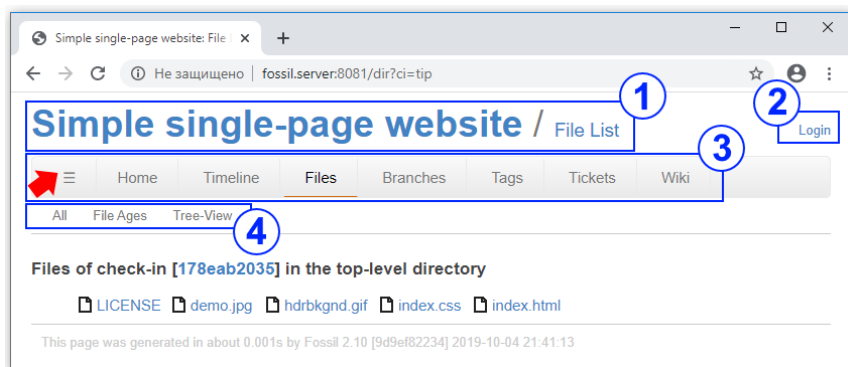 Simple single-page website: File
Не защищено | fossil.server:8081/dir?ci=tip
1
2
Simple single-page website / File List
Login
3
☰ Home Timeline Files Branches Tags Tickets Wiki
All File Ages Tree-View
4
Files of check-in [178eab2035] in the top-level directory
LICENSE demo.jpg hdrbkgnd.gif index.css index.html
This page was generated in about 0.001s by Fossil 2.10 [9d9ef82234] 2019-10-04 21:41:13